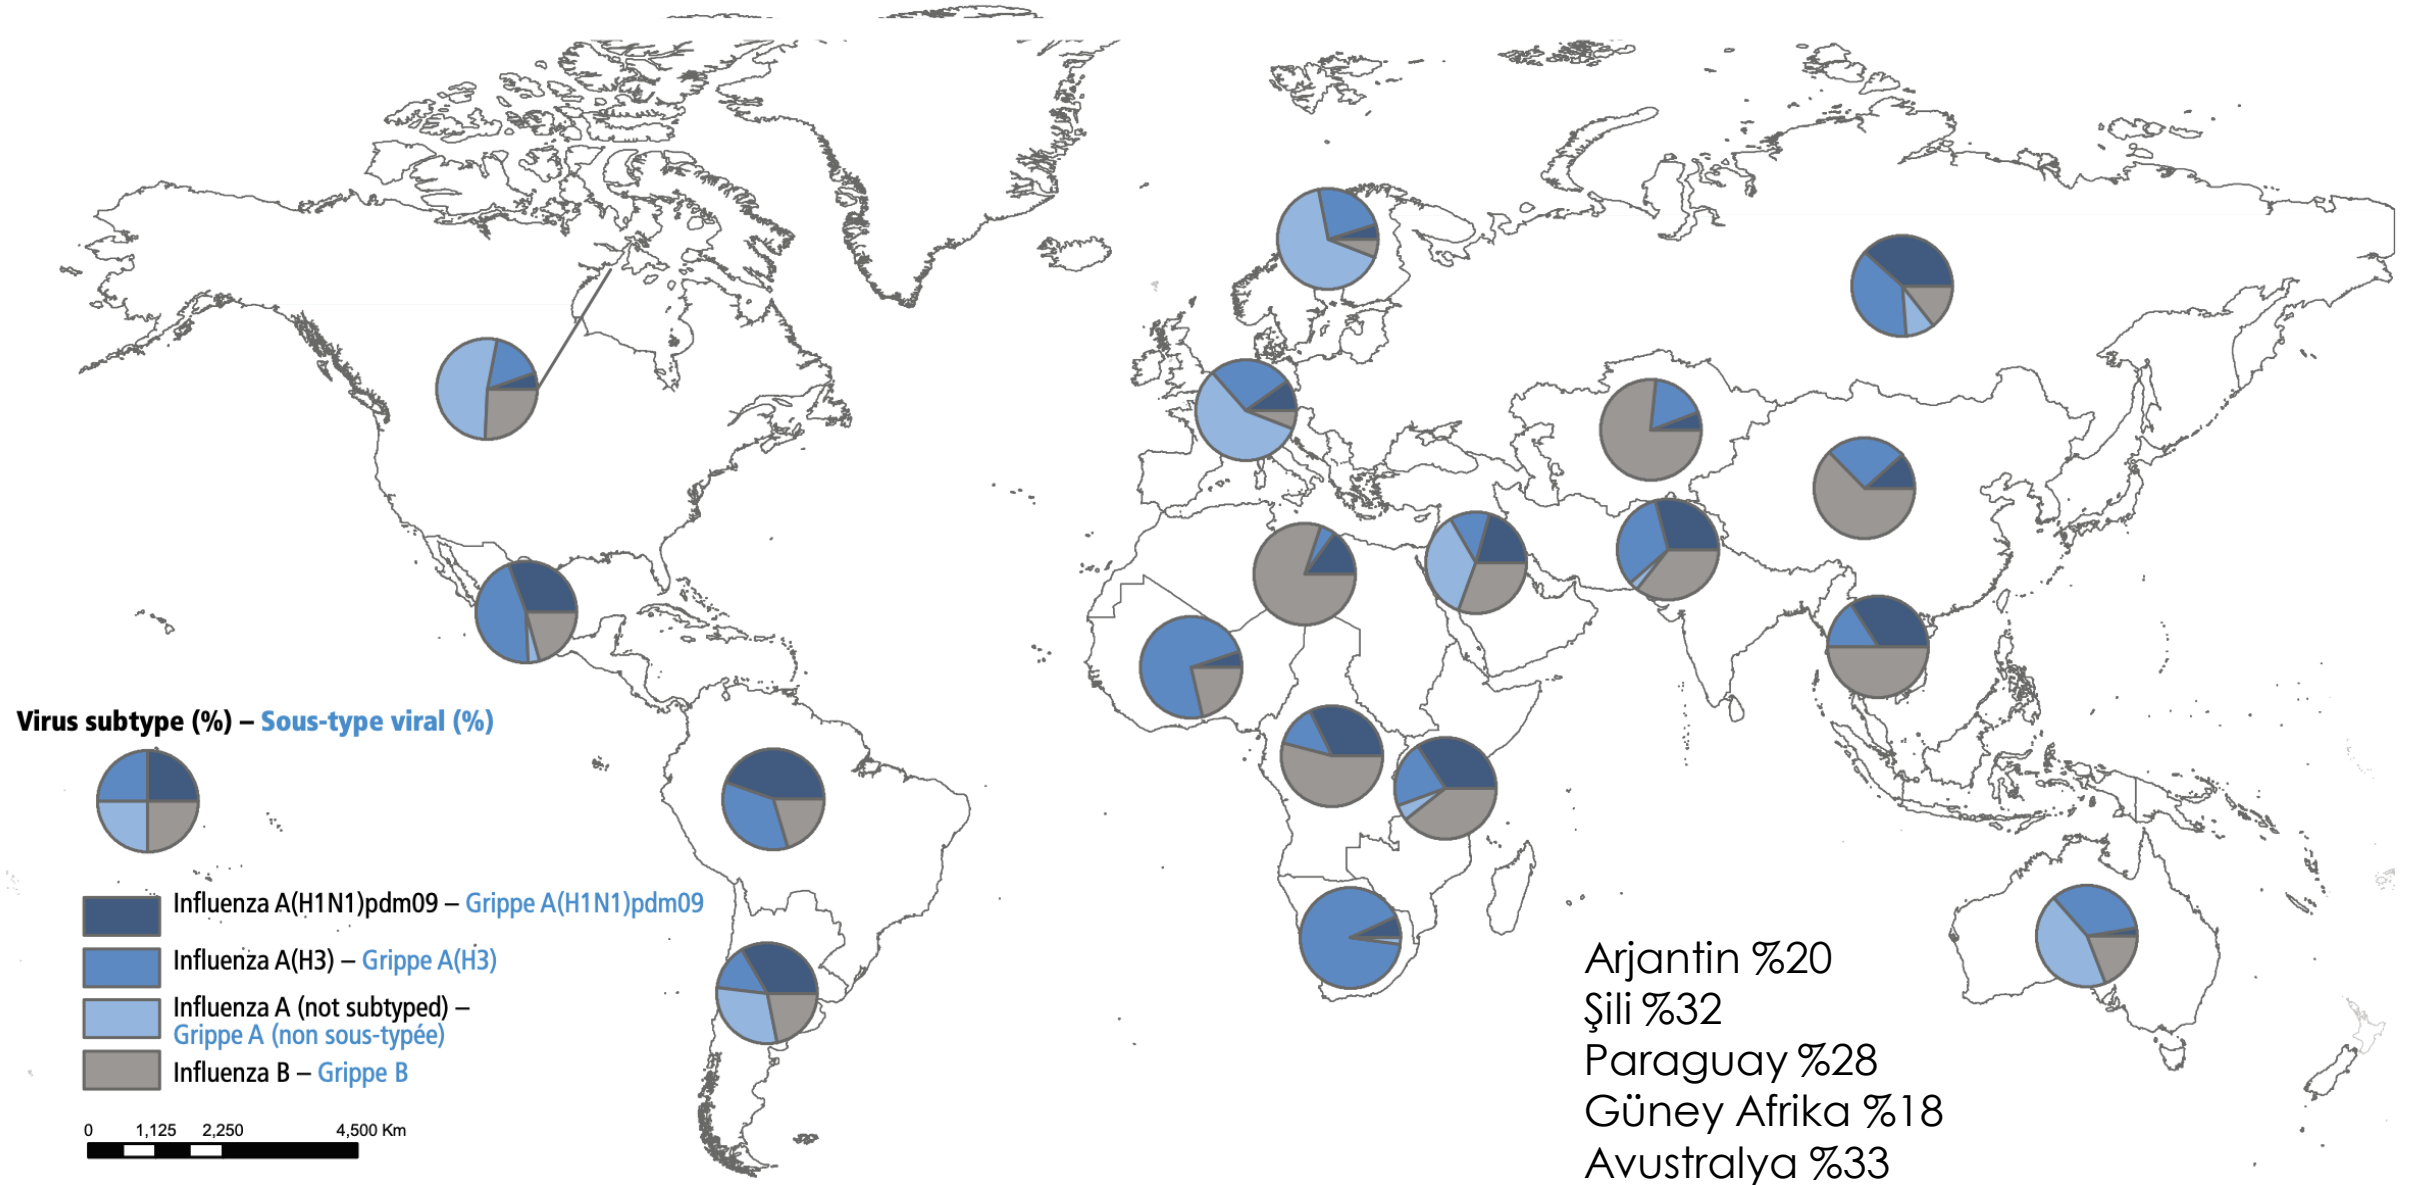 Virus subtype (%) – Sous-type viral (%)
Influenza A(H1N1)pdm09 – Grippe A(H1N1)pdm09
Influenza A(H3) – Grippe A(H3)
Influenza A (not subtyped) –
Grippe A (non sous-typée)
Influenza B – Grippe B
0 1,125 2,250 4,500 Km
Arjantin %20
Şili %32
Paraguay %28
Güney Afrika %18
Avustralya %33